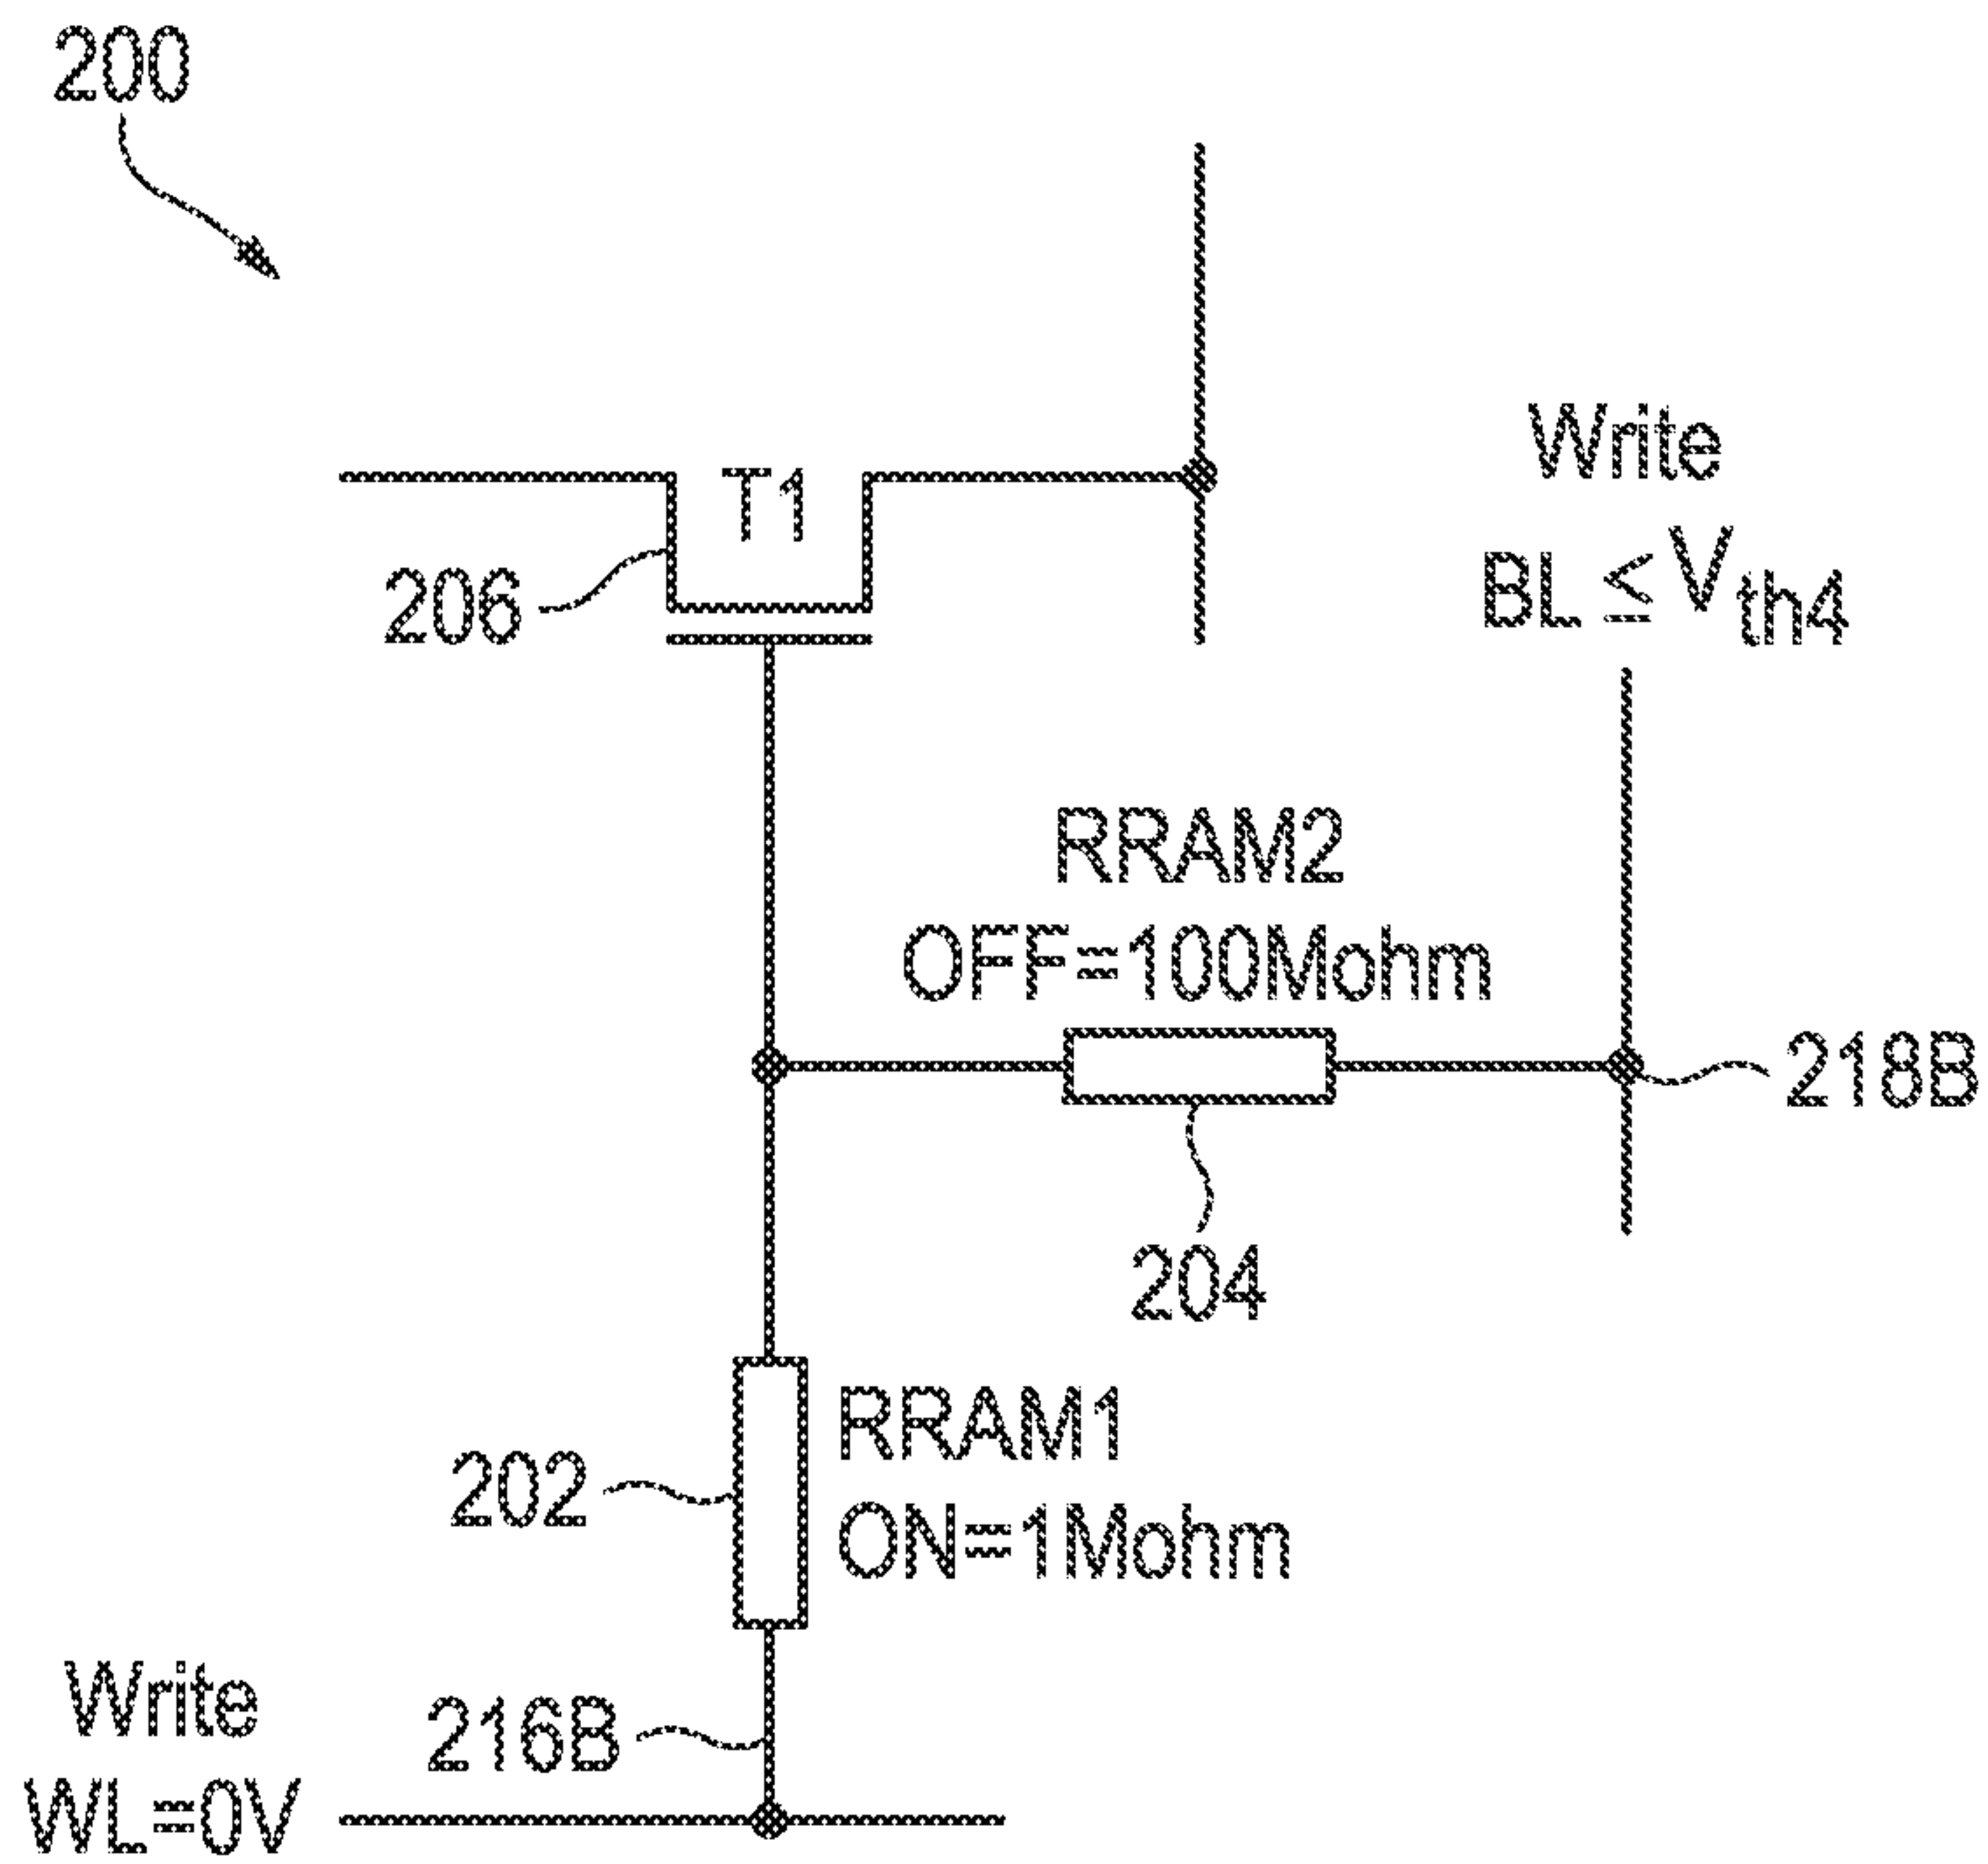 200
T1
206
Write
BL ≤ Vth4
RRAM2
OFF=100Mohm
218B
204
RRAM1
202
ON=1Mohm
Write
216B
WL=0V